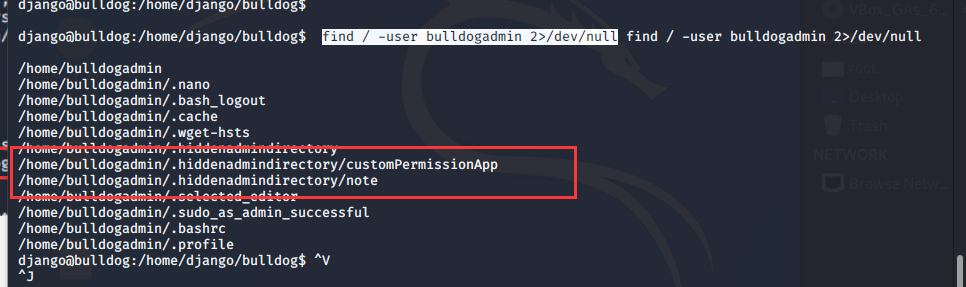 django@bulldog:/home/django/bulldog$
django@bulldog:/home/django/bulldog$ find / -user bulldogadmin 2>/dev/null find / -user bulldogadmin 2>/dev/null
/home/bulldogadmin
/home/bulldogadmin/.nano
/home/bulldogadmin/.bash_logout
/home/bulldogadmin/.cache
/home/bulldogadmin/.wget-hsts
/home/bulldogadmin/.hiddenadmindirectory
/home/bulldogadmin/.hiddenadmindirectory/customPermissionApp
/home/bulldogadmin/.hiddenadmindirectory/note
/home/bulldogadmin/.selected_editor
/home/bulldogadmin/.sudo_as_admin_successful
/home/bulldogadmin/.bashrc
/home/bulldogadmin/.profile
django@bulldog:/home/django/bulldog$ ^V
^J
VBox_GAs_6...
root
Desktop
Trash
NETWORK
Browse Netw...